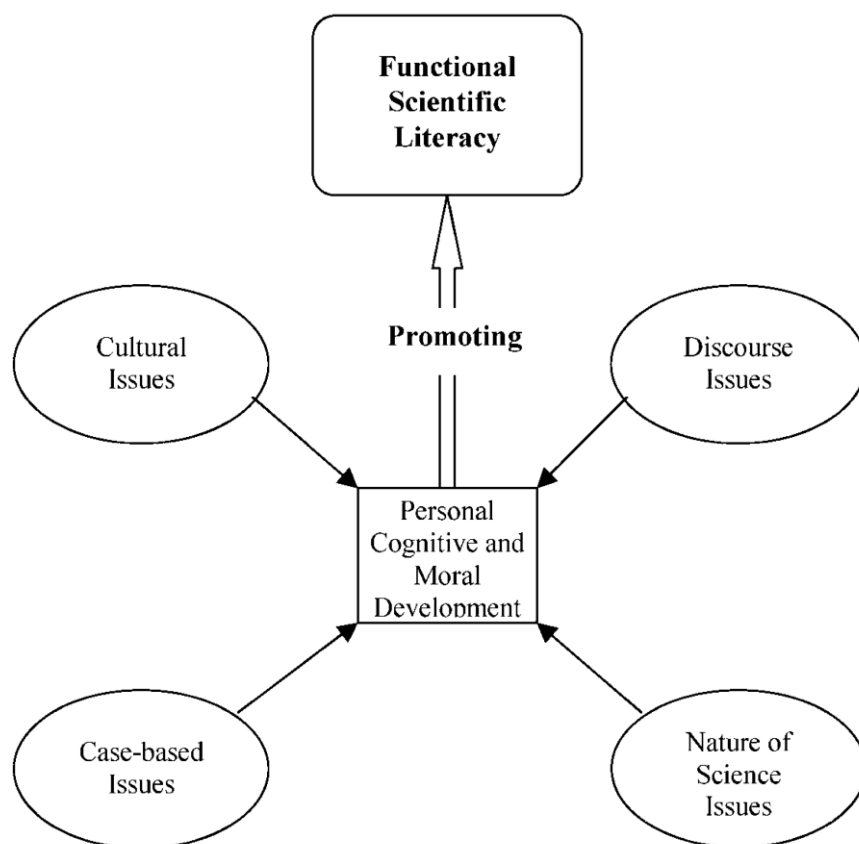 Functional
Scientific
Literacy
Promoting
Cultural
Issues
Discourse
Issues
Personal
Cognitive and
Moral
Development
Case-based
Issues
Nature of
Science
Issues